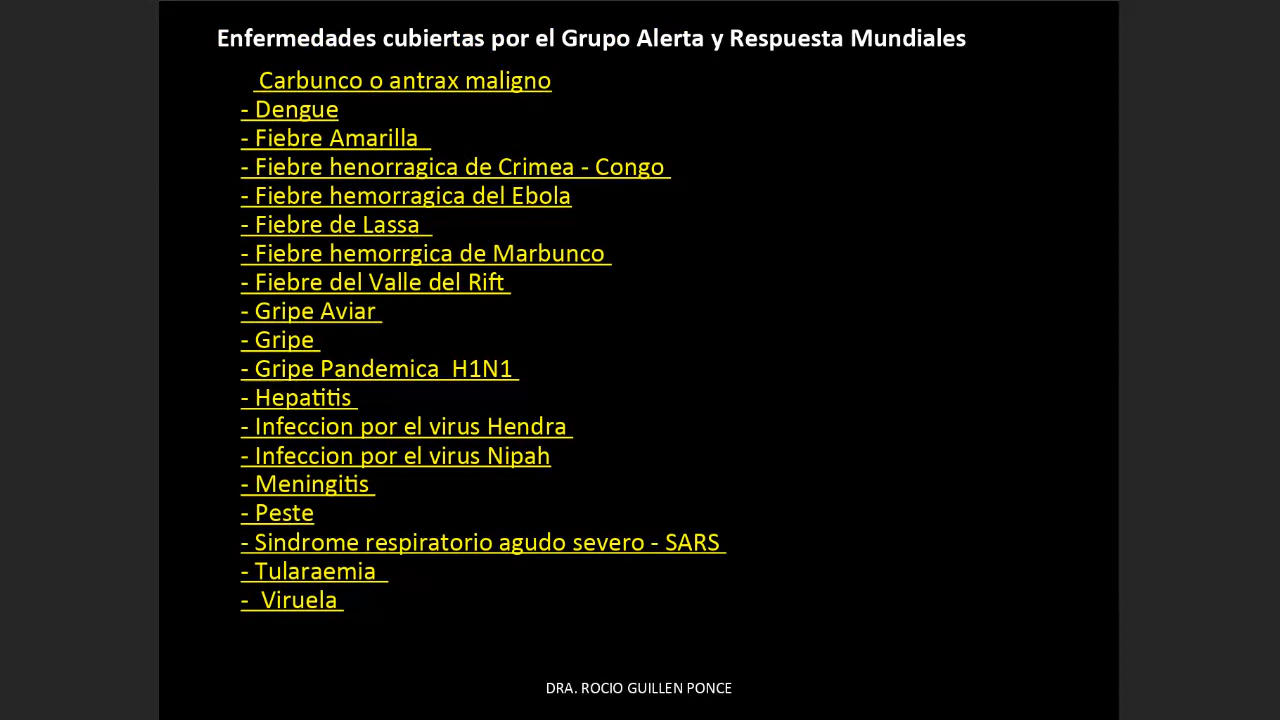 Enfermedades cubiertas por el Grupo Alerta y Respuesta Mundiales
Carbunco o antrax maligno
- Dengue
- Fiebre Amarilla
- Fiebre henorragica de Crimea - Congo
- Fiebre hemorragica del Ebola
- Fiebre de Lassa
- Fiebre hemorrgica de Marbunco
- Fiebre del Valle del Rift
- Gripe Aviar
- Gripe
- Gripe Pandemica  H1N1
- Hepatitis
- Infeccion por el virus Hendra
- Infeccion por el virus Nipah
- Meningitis
- Peste
- Sindrome respiratorio agudo severo - SARS
- Tularaemia
-  Viruela
DRA. ROCIO GUILLEN PONCE